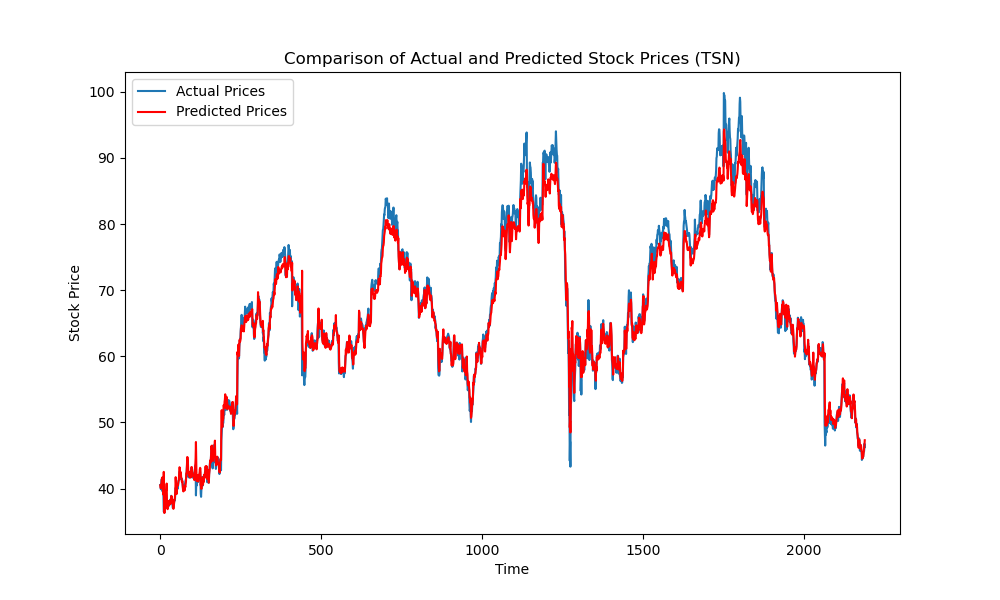 Comparison of Actual and Predicted Stock Prices (TSN)
Actual Prices
Predicted Prices
100
90
80
70
60
50
40
Stock Price
0 500 1000 1500 2000
Time